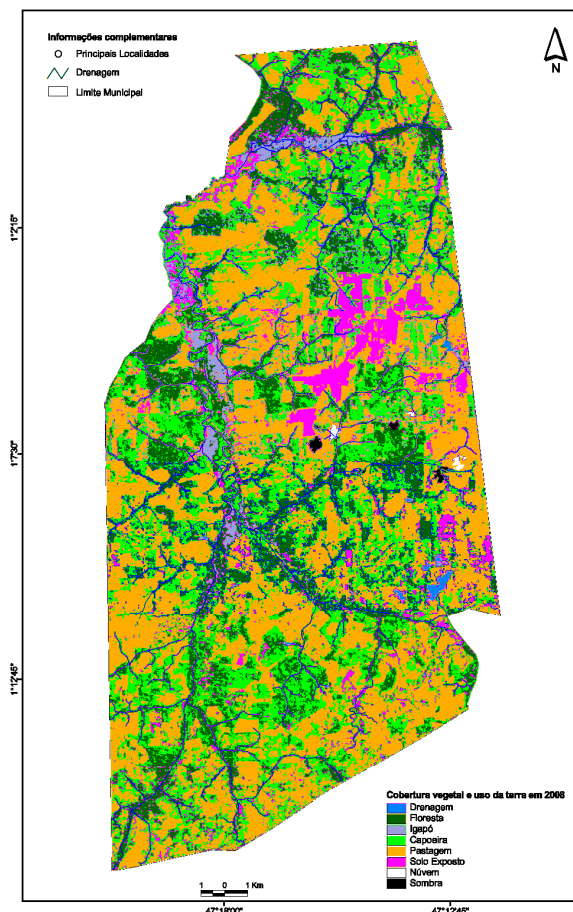 Informações complementares
Principais Localidades
Drenagem
Limite Municipal
N
1°2'15"
1°7'30"
1°12'45"
Cobertura vegetal e uso da terra em 2008
Drenagem
Floresta
Igapó
Capoeira
Pastagem
Solo Exposto
Núvem
Sombra
1 0 1 Km
47°18'00" 47°12'45"